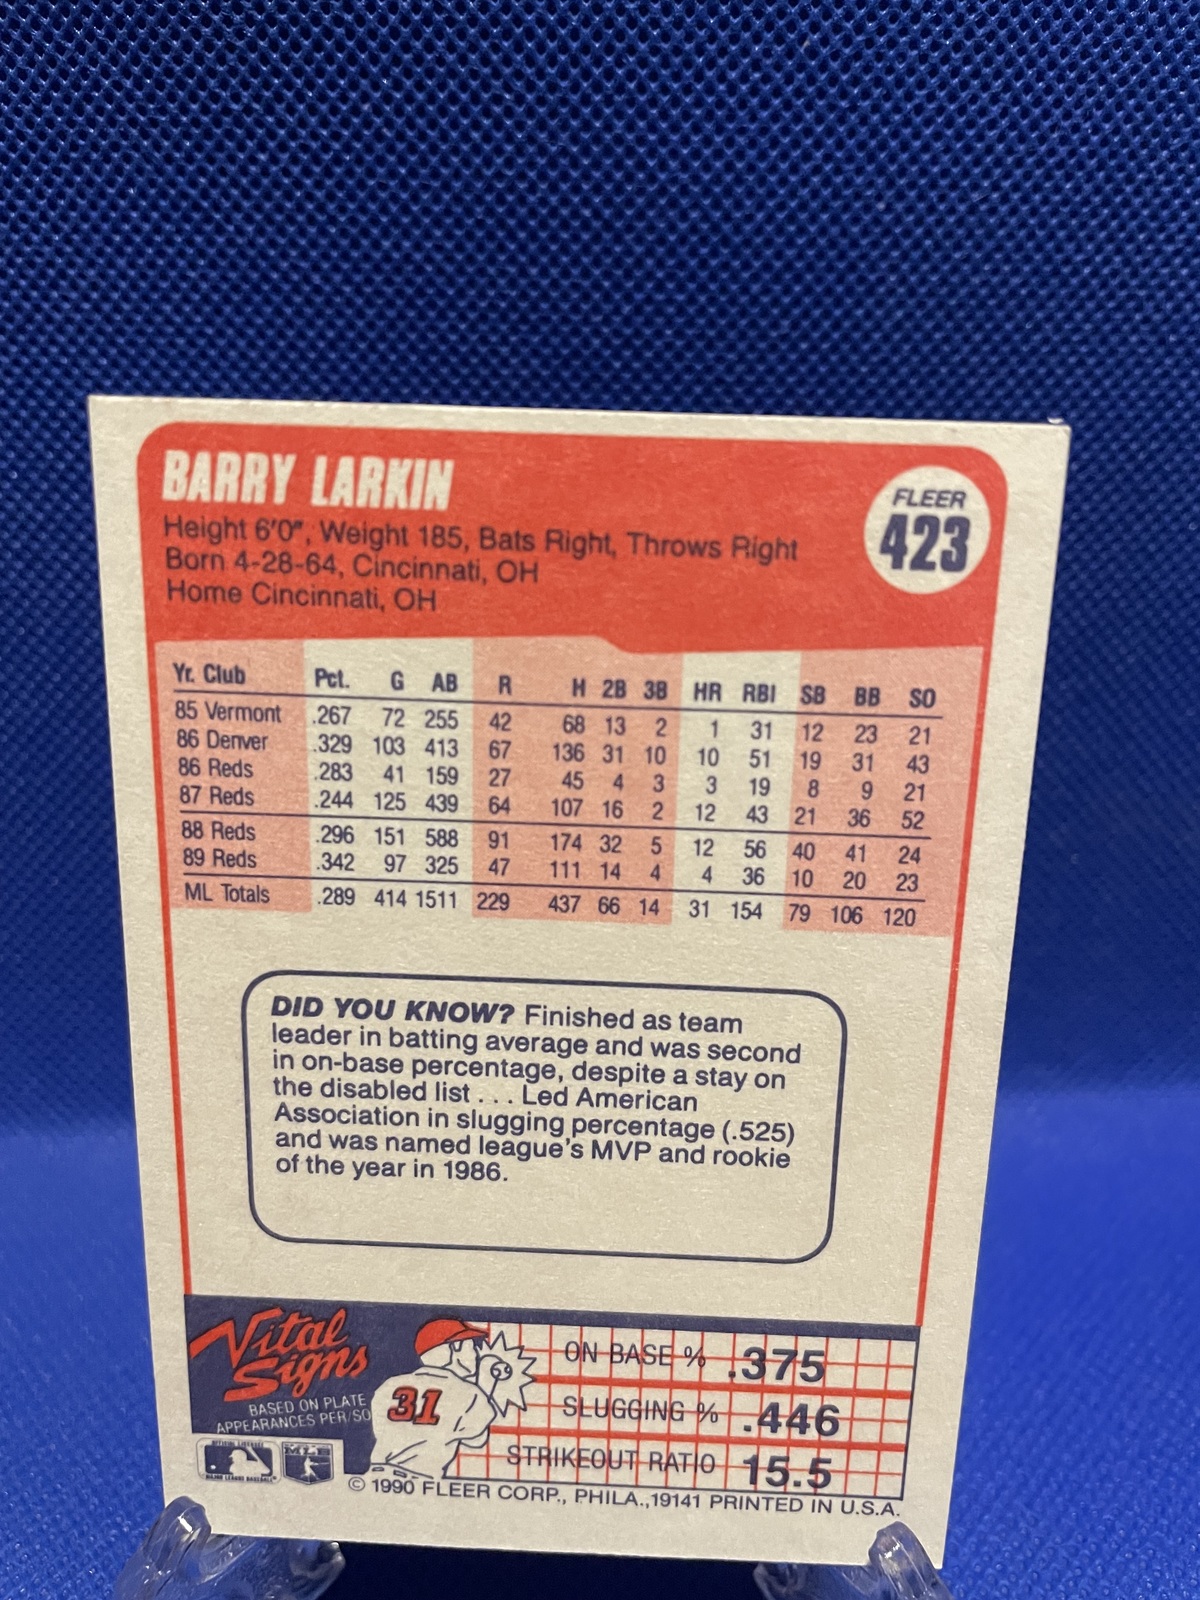 BARRY LARKIN
Height 6'0", Weight 185, Bats Right, Throws Right
Born 4-28-64, Cincinnati, OH
Home Cincinnati, OH
FLEER
423
Yr. Club Pct. G AB R H 2B 3B HR RBI SB BB SO
85 Vermont .267 72 255 42 68 13 2 1 31 12 23 21
86 Denver .329 103 413 67 136 31 10 10 51 19 31 43
86 Reds .283 41 159 27 45 4 3 3 19 8 9 21
87 Reds .244 125 439 64 107 16 2 12 43 21 36 52
88 Reds .296 151 588 91 174 32 5 12 56 40 41 24
89 Reds .342 97 325 47 111 14 4 4 36 10 20 23
ML Totals .289 414 1511 229 437 66 14 31 154 79 106 120
DID YOU KNOW? Finished as team
leader in batting average and was second
in on-base percentage, despite a stay on
the disabled list . . . Led American
Association in slugging percentage (.525)
and was named league's MVP and rookie
of the year in 1986.
Vital
Signs
BASED ON PLATE
APPEARANCES PER/SO
31
ON BASE % .375
SLUGGING % .446
STRIKEOUT RATIO 15.5
MLB
© 1990 FLEER CORP., PHILA.,19141 PRINTED IN U.S.A.